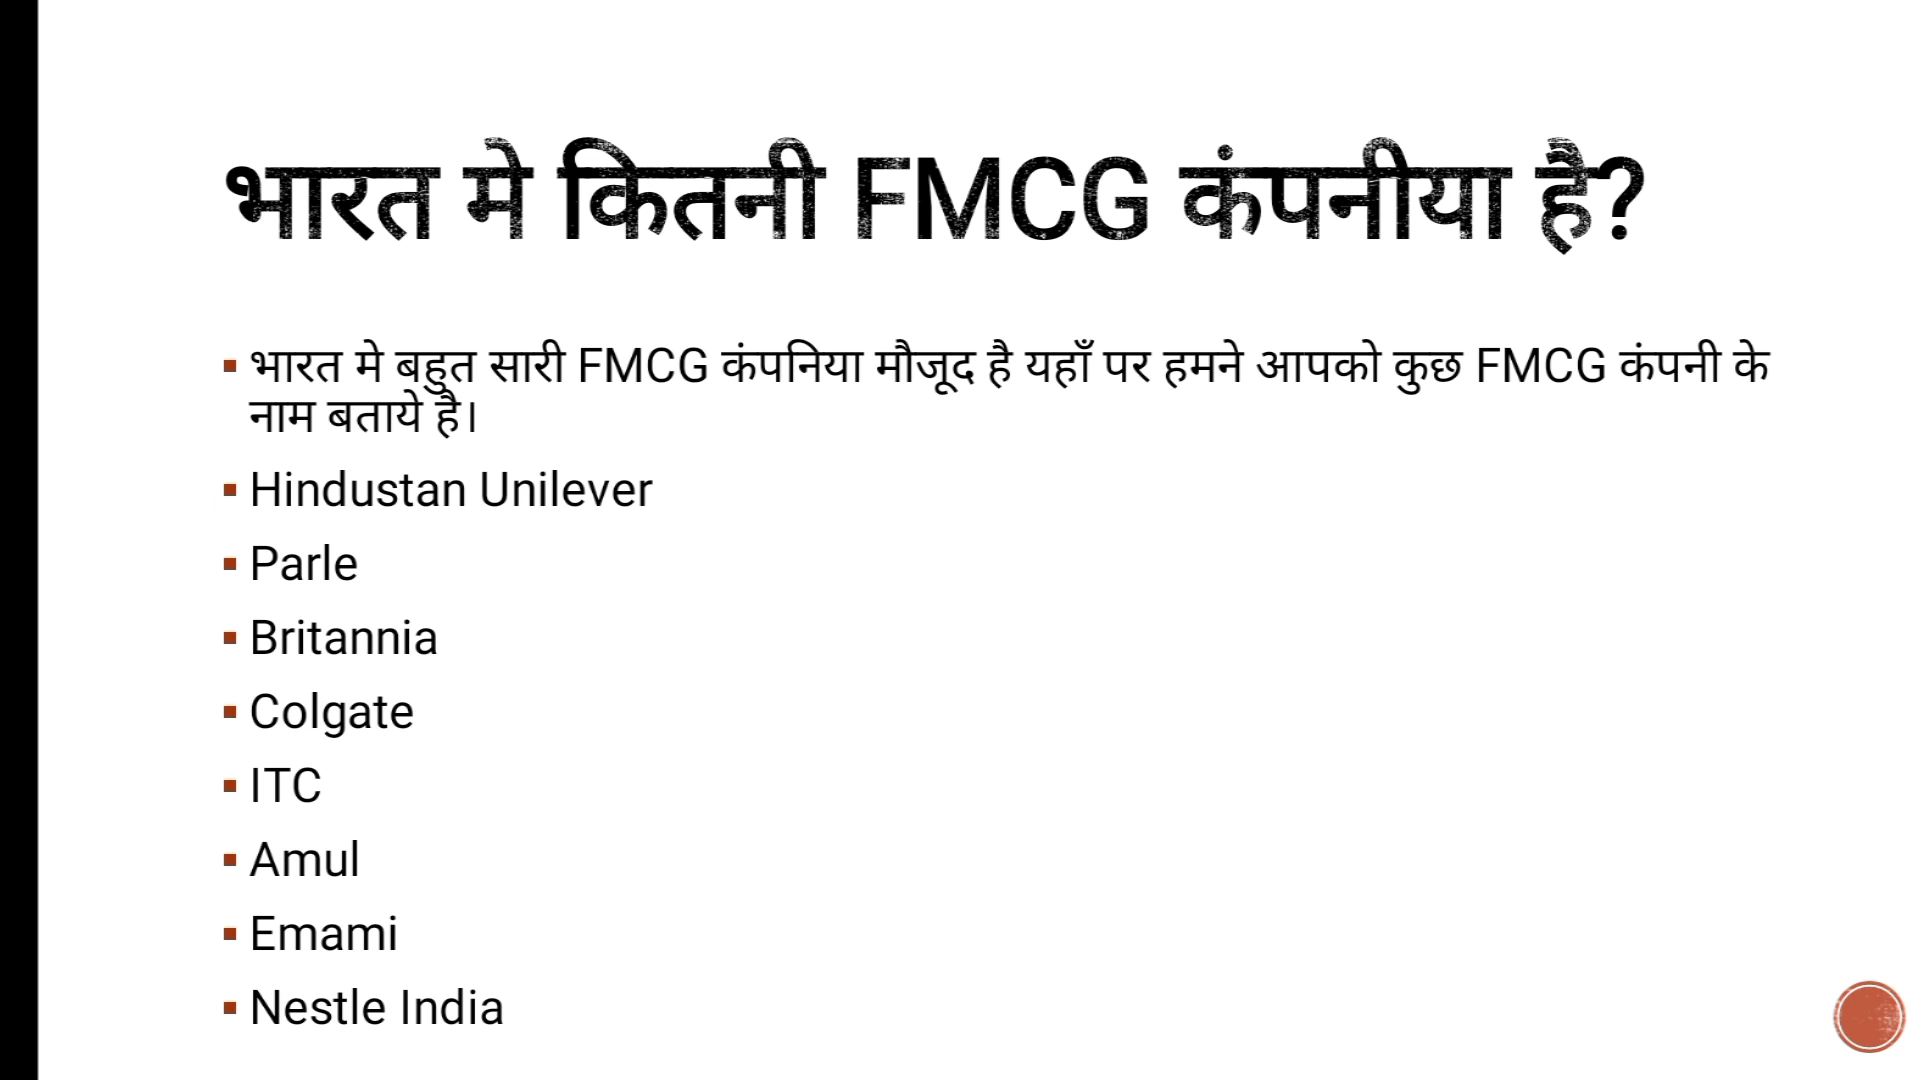 भारत मे कितनी FMCG कंपनीया है?
भारत मे बहुत सारी FMCG कंपनिया मौजूद है यहाँ पर हमने आपको कुछ FMCG कंपनी के
नाम बताये है।
Hindustan Unilever
Parle
Britannia
Colgate
ITC
Amul
Emami
Nestle India